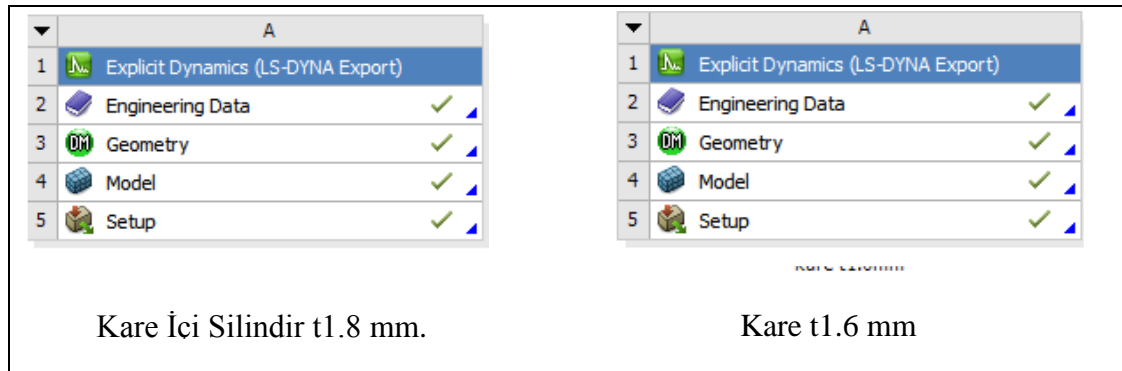 A
1 Explicit Dynamics (LS-DYNA Export)
2 Engineering Data
3 Geometry
4 Model
5 Setup
Kare İçi Silindir t1.8 mm.
A
1 Explicit Dynamics (LS-DYNA Export)
2 Engineering Data
3 Geometry
4 Model
5 Setup
Kare t1.6 mm